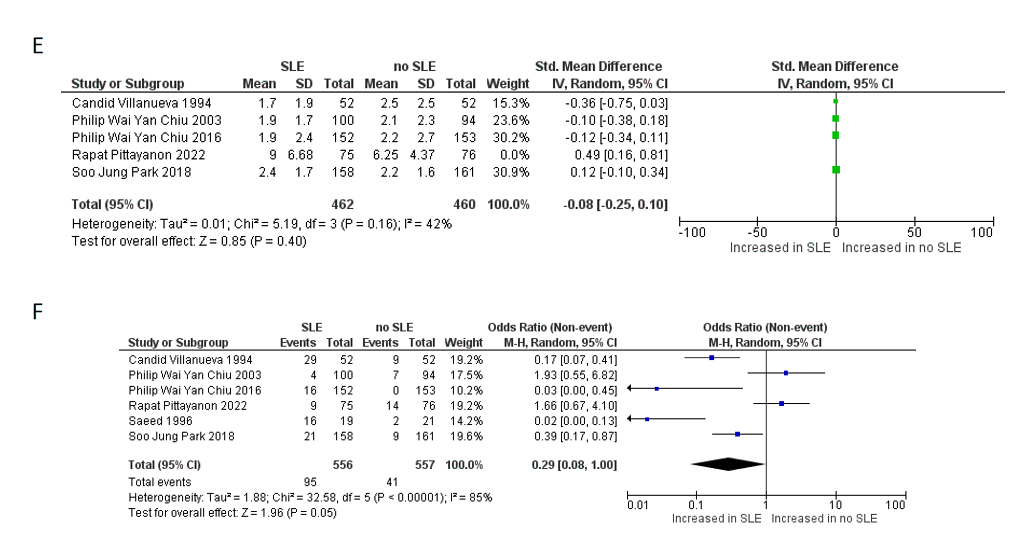 E
SLE no SLE Std. Mean Difference Std. Mean Difference
Study or Subgroup Mean SD Total Mean SD Total Weight IV, Random, 95% CI IV, Random, 95% CI
Candid Villanueva 1994 1.7 1.9 52 2.5 2.5 52 15.3% -0.36 [-0.75, 0.03]
Philip Wai Yan Chiu 2003 1.9 1.7 100 2.1 2.3 94 23.6% -0.10 [-0.38, 0.18]
Philip Wai Yan Chiu 2016 1.9 2.4 152 2.2 2.7 153 30.2% -0.12 [-0.34, 0.11]
Rapat Pittayanon 2022 9 6.68 75 6.25 4.37 76 0.0% 0.49 [0.16, 0.81]
Soo Jung Park 2018 2.4 1.7 158 2.2 1.6 161 30.9% 0.12 [-0.10, 0.34]
Total (95% CI) 462 460 100.0% -0.08 [-0.25, 0.10]
Heterogeneity: Tau² = 0.01; Chi² = 5.19, df = 3 (P = 0.16); I² = 42%
Test for overall effect: Z = 0.85 (P = 0.40)
-100 -50 0 50 100
Increased in SLE Increased in no SLE
F
SLE no SLE Odds Ratio (Non-event) Odds Ratio (Non-event)
Study or Subgroup Events Total Events Total Weight M-H, Random, 95% CI M-H, Random, 95% CI
Candid Villanueva 1994 29 52 9 52 19.2% 0.17 [0.07, 0.41]
Philip Wai Yan Chiu 2003 4 100 7 94 17.5% 1.93 [0.55, 6.82]
Philip Wai Yan Chiu 2016 16 152 0 153 10.2% 0.03 [0.00, 0.45]
Rapat Pittayanon 2022 9 75 14 76 19.2% 1.66 [0.67, 4.10]
Saeed 1996 16 19 2 21 14.2% 0.02 [0.00, 0.13]
Soo Jung Park 2018 21 158 9 161 19.6% 0.39 [0.17, 0.87]
Total (95% CI) 556 557 100.0% 0.29 [0.08, 1.00]
Total events 95 41
Heterogeneity: Tau² = 1.88; Chi² = 32.58, df = 5 (P < 0.00001); I² = 85%
Test for overall effect: Z = 1.96 (P = 0.05)
0.01 0.1 1 10 100
Increased in SLE Increased in no SLE